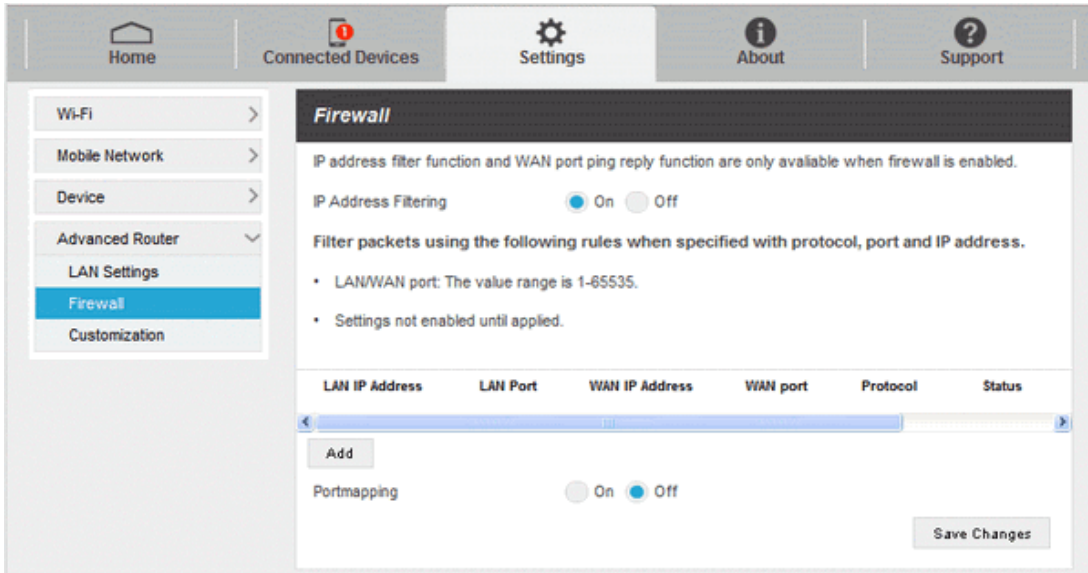 Home
1
Connected Devices
Settings
About
Support
Wi-Fi
Mobile Network
Device
Advanced Router
LAN Settings
Firewall
Customization
Firewall
IP address filter function and WAN port ping reply function are only avaliable when firewall is enabled.
IP Address Filtering On Off
Filter packets using the following rules when specified with protocol, port and IP address.
• LAN/WAN port: The value range is 1-65535.
• Settings not enabled until applied.
LAN IP Address LAN Port WAN IP Address WAN port Protocol Status
Add
Portmapping On Off
Save Changes